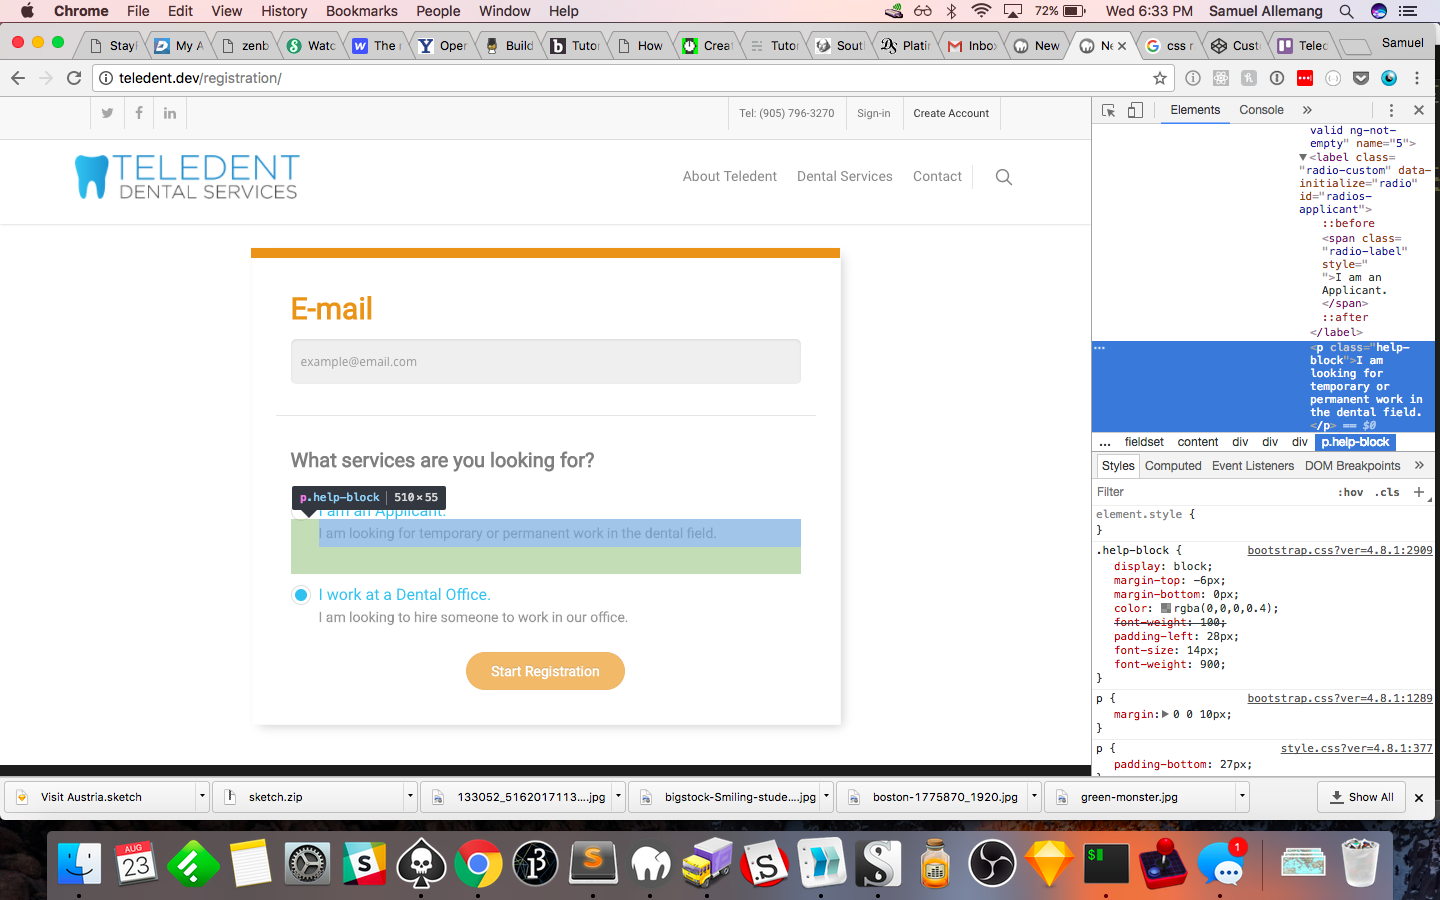 Chrome File Edit View History Bookmarks People Window Help 72% Wed 6:33 PM Samuel Allemang
Stay My A zenb Wato The Oper Build Tutor How Creat Tutor Sout Platin Inbo New Ne css r Cust Telec Samuel
teledent.dev/registration/
Tel: (905) 796-3270 Sign-in Create Account
TELEDENT
DENTAL SERVICES
About Teledent Dental Services Contact
E-mail
example@email.com
What services are you looking for?
p.help-block 510×55
I am an Applicant.
I am looking for temporary or permanent work in the dental field.
I work at a Dental Office.
I am looking to hire someone to work in our office.
Start Registration
Elements Console »
valid ng-not-
empty" name="5">
▼<label class=
"radio-custom" data-
initialize="radio"
id="radios-
applicant">
::before
<span class=
"radio-label"
style="
">I am an
Applicant.
</span>
::after
</label>
<p class="help-
block">I am
looking for
temporary or
permanent work in
the dental field.
</p> == $0
... fieldset content div div div p.help-block
Styles Computed Event Listeners DOM Breakpoints »
Filter :hov .cls +
element.style {
}
.help-block { bootstrap.css?ver=4.8.1:2909
display: block;
margin-top: -6px;
margin-bottom: 0px;
color: rgba(0,0,0,0.4);
font-weight: 100;
padding-left: 28px;
font-size: 14px;
font-weight: 900;
}
p { bootstrap.css?ver=4.8.1:1289
margin:▶0 0 10px;
}
p { style.css?ver=4.8.1:377
padding-bottom: 27px;
Visit Austria.sketch sketch.zip 133052_5162017113....jpg bigstock-Smiling-stude....jpg boston-1775870_1920.jpg green-monster.jpg Show All
AUG
23
1